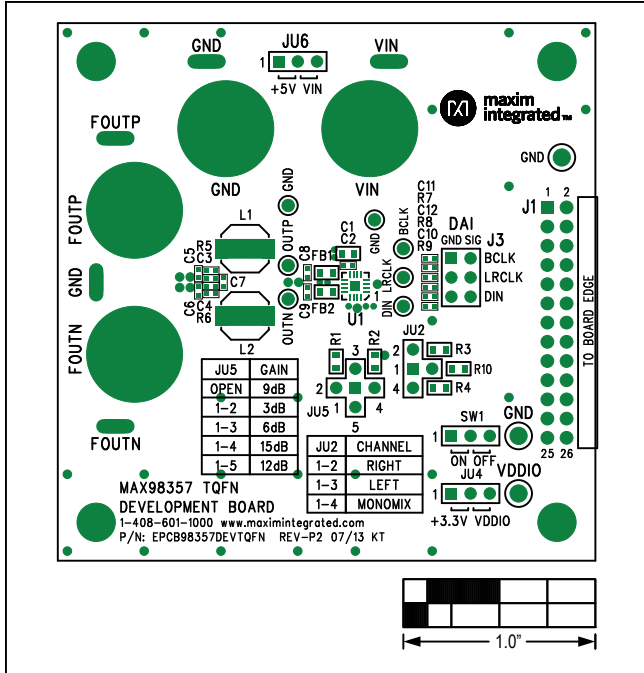 GND
JU6
VIN
1
+5V VIN
maxim
integrated™
FOUTP
GND
FOUTP
GND
VIN
GND
FOUTN
FOUTN
L1
R5
C5
C3
C7
C4
C6
R6
L2
GND
OUTP
OUTN
C8
FB1
C9
FB2
C1
C2
U1
1
GND
BCLK
LRCLK
DIN
C11
R7
C12
R8
C10
R9
DAI
GND SIG
J3
BCLK
LRCLK
DIN
J1
1 2
TO BOARD EDGE
25 26
R1
R2
3
2
JU5
1
4
5
JU2
2
R3
1
3
R10
4
R4
SW1
GND
1
ON OFF
JU4
VDDIO
1
+3.3V VDDIO
JU5 GAIN
OPEN 9dB
1-2 3dB
1-3 6dB
1-4 15dB
1-5 12dB
JU2 CHANNEL
1-2 RIGHT
1-3 LEFT
1-4 MONOMIX
MAX98357 TQFN
DEVELOPMENT BOARD
1-408-601-1000 www.maximintegrated.com
P/N: EPCB98357DEVTQFN REV-P2 07/13 KT
1.0"